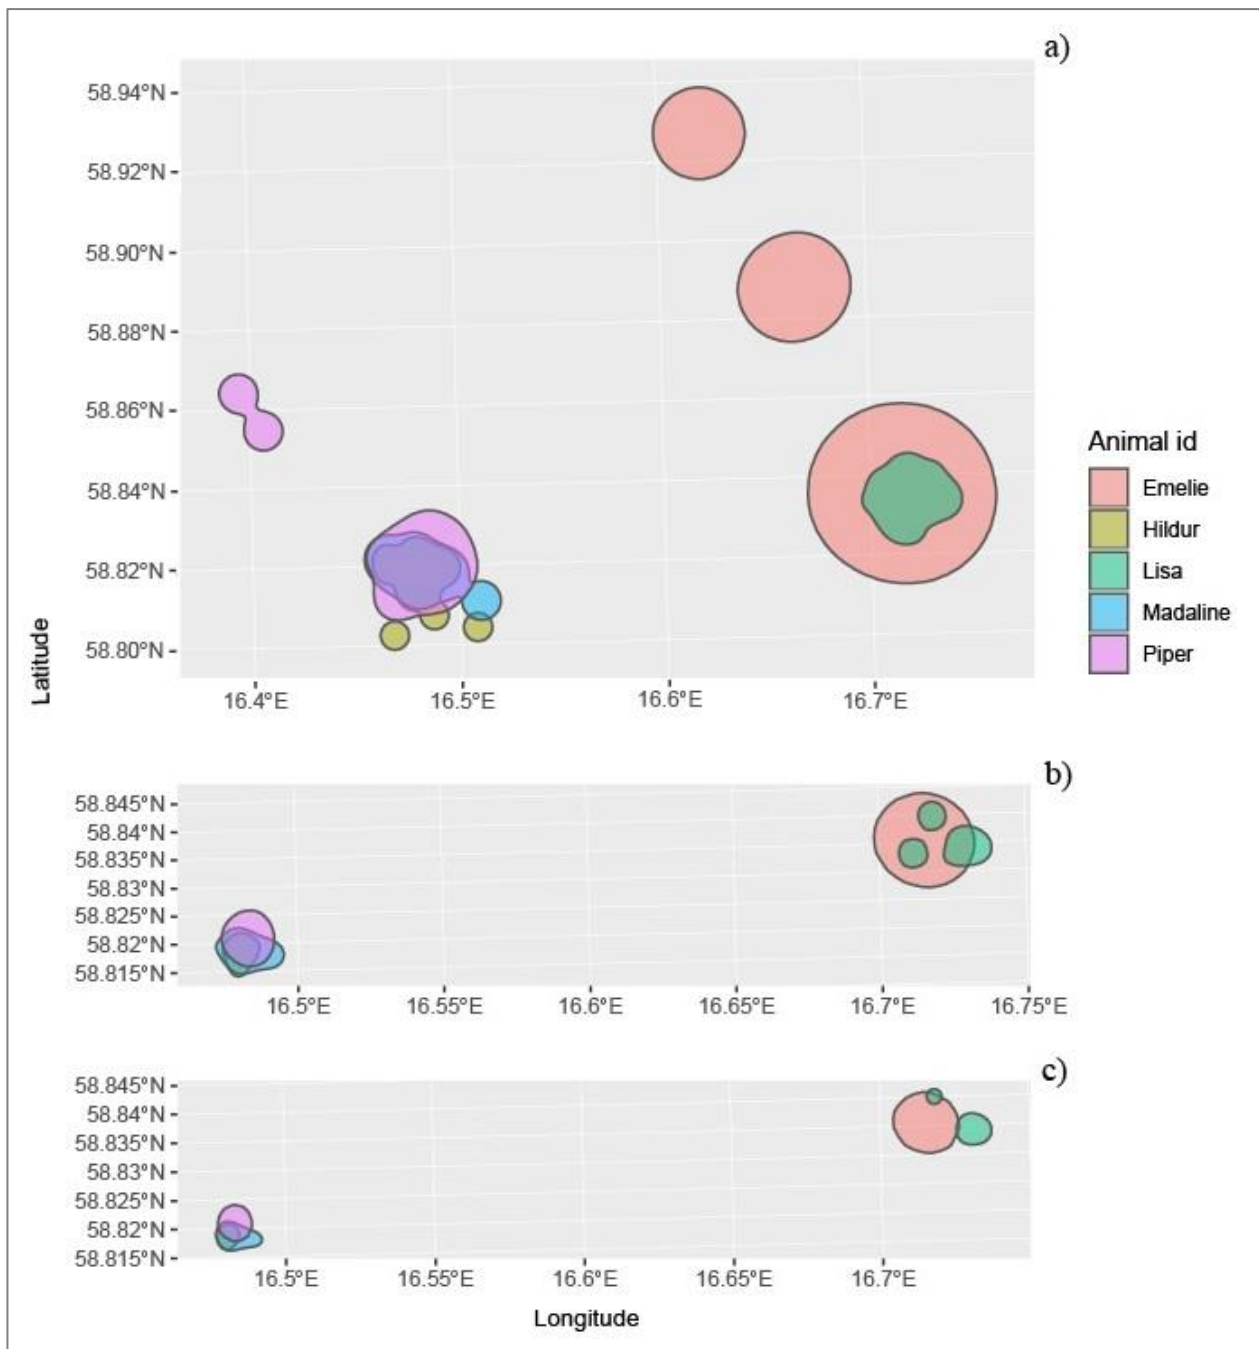 a)
58.94°N
58.92°N
58.90°N
58.88°N
58.86°N
58.84°N
58.82°N
58.80°N
16.4°E 16.5°E 16.6°E 16.7°E
Latitude
Animal id
Emelie
Hildur
Lisa
Madaline
Piper
b)
58.845°N
58.84°N
58.835°N
58.83°N
58.825°N
58.82°N
58.815°N
16.5°E 16.55°E 16.6°E 16.65°E 16.7°E 16.75°E
c)
58.845°N
58.84°N
58.835°N
58.83°N
58.825°N
58.82°N
58.815°N
16.5°E 16.55°E 16.6°E 16.65°E 16.7°E
Longitude